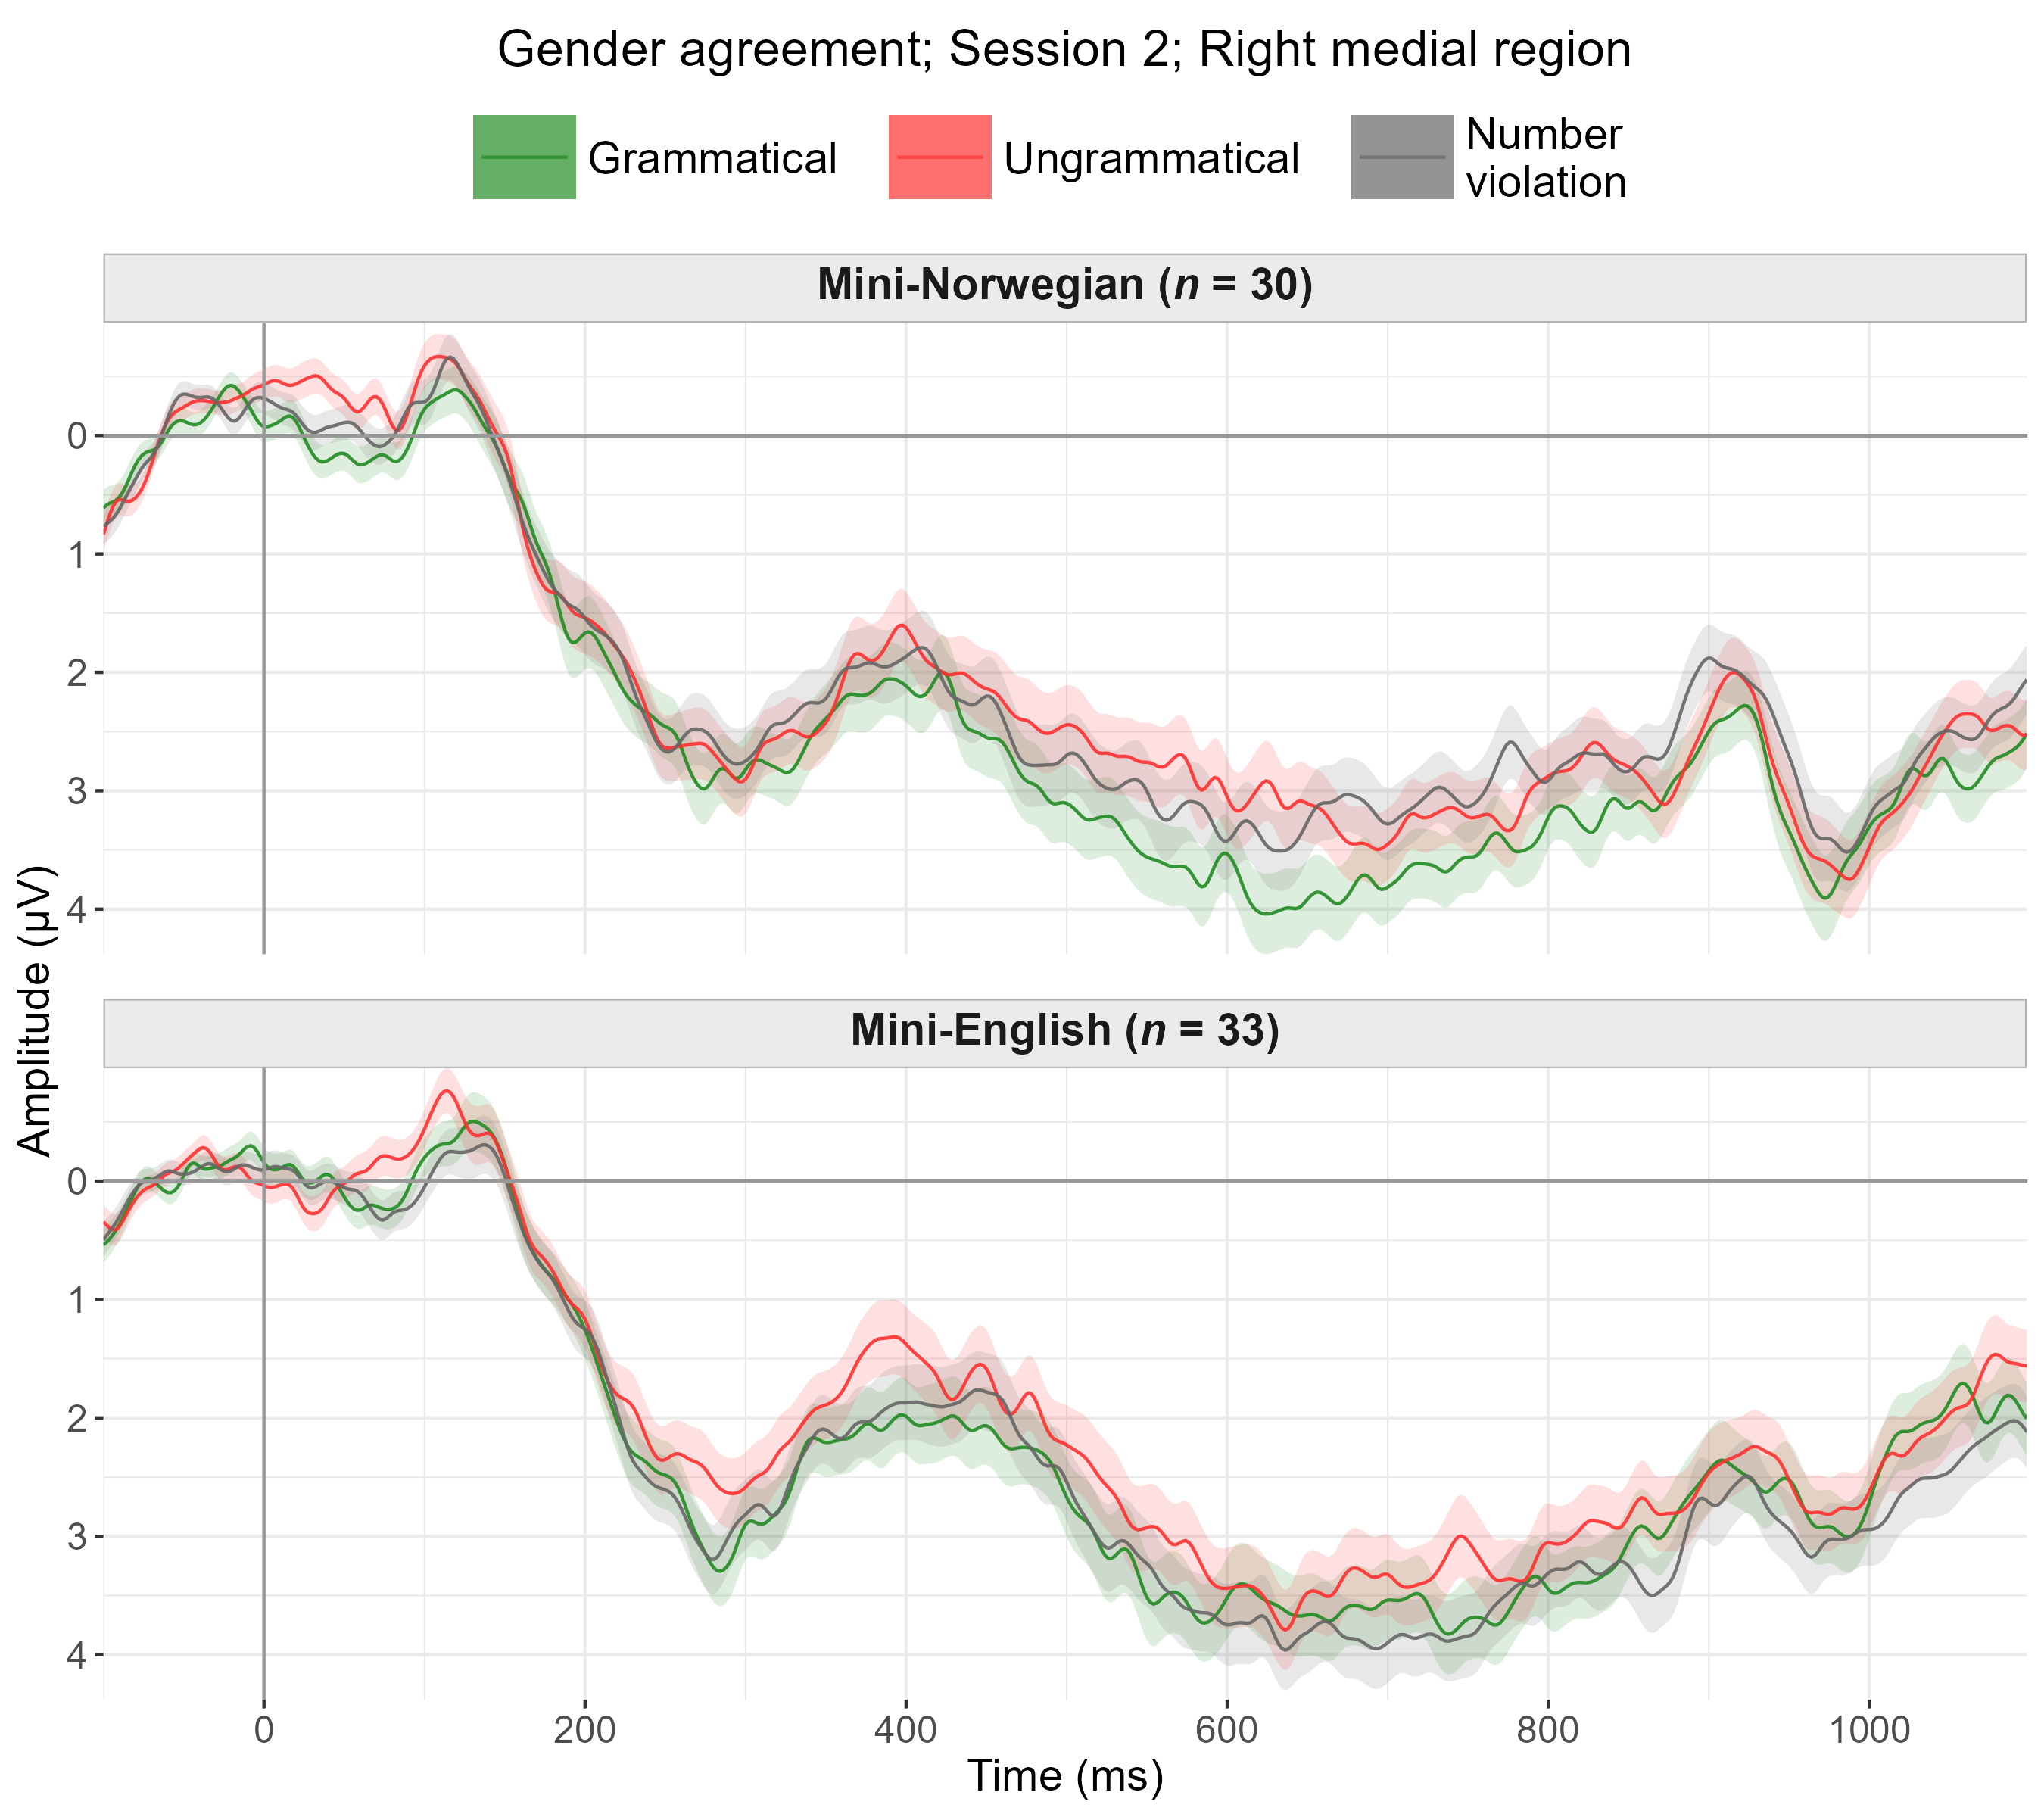 Gender agreement; Session 2; Right medial region
Grammatical
Ungrammatical
Number
violation
Mini-Norwegian (n = 30)
0
1
2
3
4
Amplitude (µV)
Mini-English (n = 33)
0
1
2
3
4
0 200 400 600 800 1000
Time (ms)